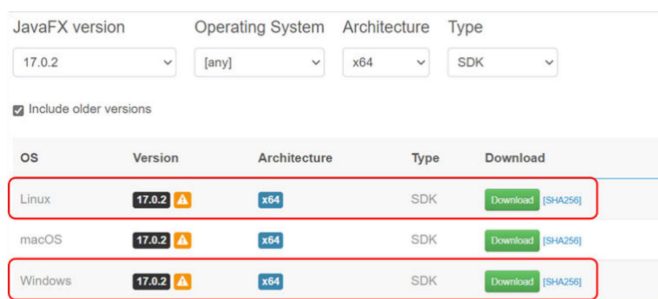 JavaFX version Operating System Architecture Type
17.0.2 [any] x64 SDK
Include older versions
OS Version Architecture Type Download
Linux 17.0.2 x64 SDK Download [SHA256]
macOS 17.0.2 x64 SDK Download [SHA256]
Windows 17.0.2 x64 SDK Download [SHA256]